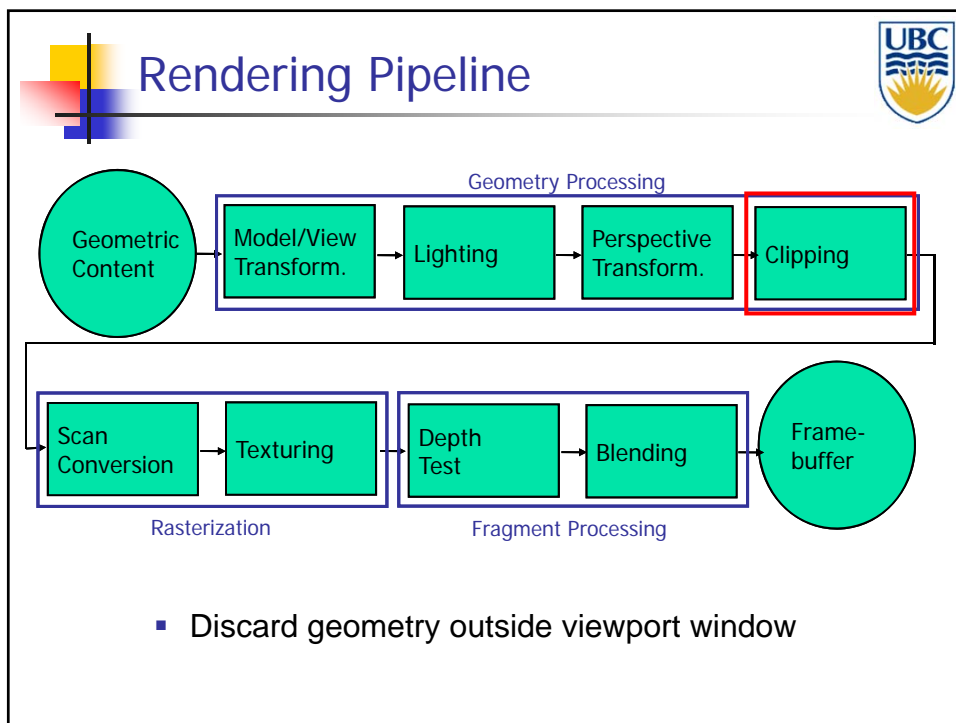 Rendering Pipeline
UBC
Geometry Processing
Geometric
Content
Model/View
Transform.
Lighting
Perspective
Transform.
Clipping
Scan
Conversion
Texturing
Depth
Test
Blending
Frame-
buffer
Rasterization
Fragment Processing
▪ Discard geometry outside viewport window